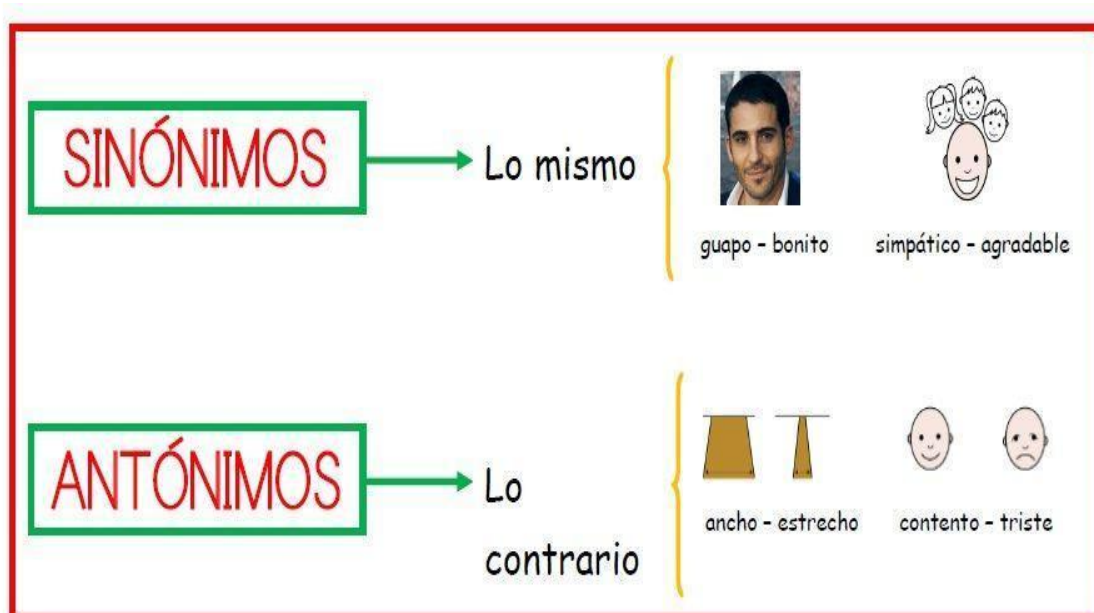 SINÓNIMOS
Lo mismo
guapo – bonito
simpático – agradable
ANTÓNIMOS
Lo
contrario
ancho – estrecho
contento – triste